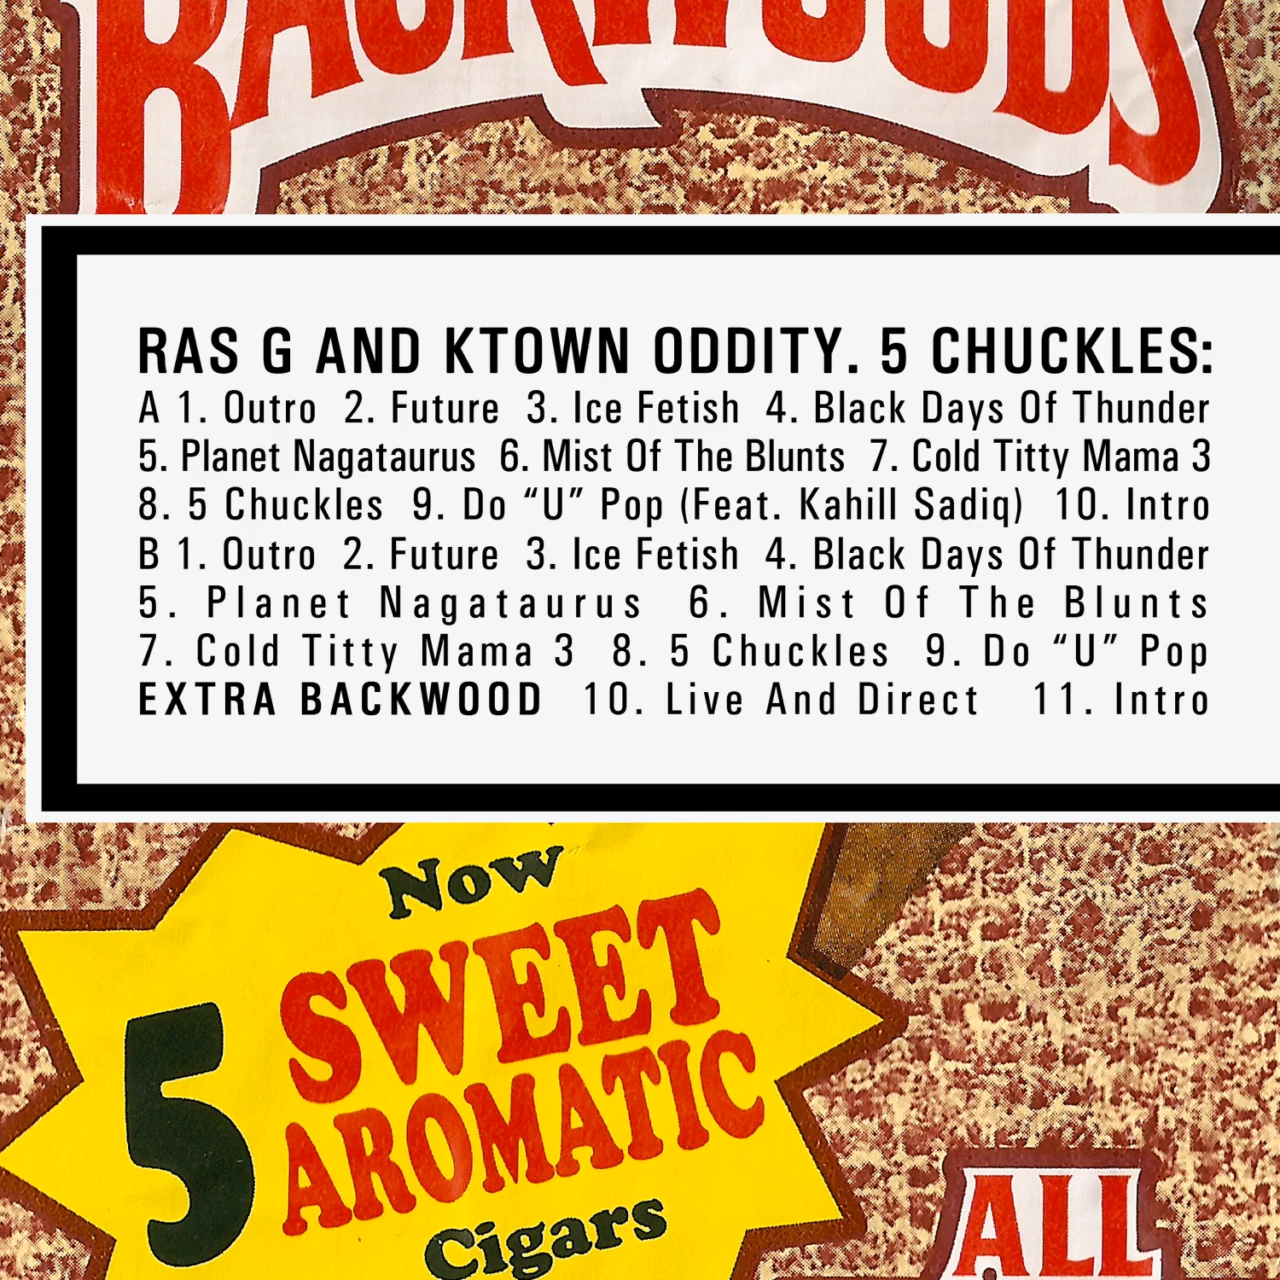 BACKWOODS
RAS G AND KTOWN ODDITY. 5 CHUCKLES:
A 1. Outro 2. Future 3. Ice Fetish 4. Black Days Of Thunder
5. Planet Nagataurus 6. Mist Of The Blunts 7. Cold Titty Mama 3
8. 5 Chuckles 9. Do “U” Pop (Feat. Kahill Sadiq) 10. Intro
B 1. Outro 2. Future 3. Ice Fetish 4. Black Days Of Thunder
5. Planet Nagataurus 6. Mist Of The Blunts
7. Cold Titty Mama 3 8. 5 Chuckles 9. Do “U” Pop
EXTRA BACKWOOD 10. Live And Direct 11. Intro
Now
SWEET
5 AROMATIC
Cigars
ALL